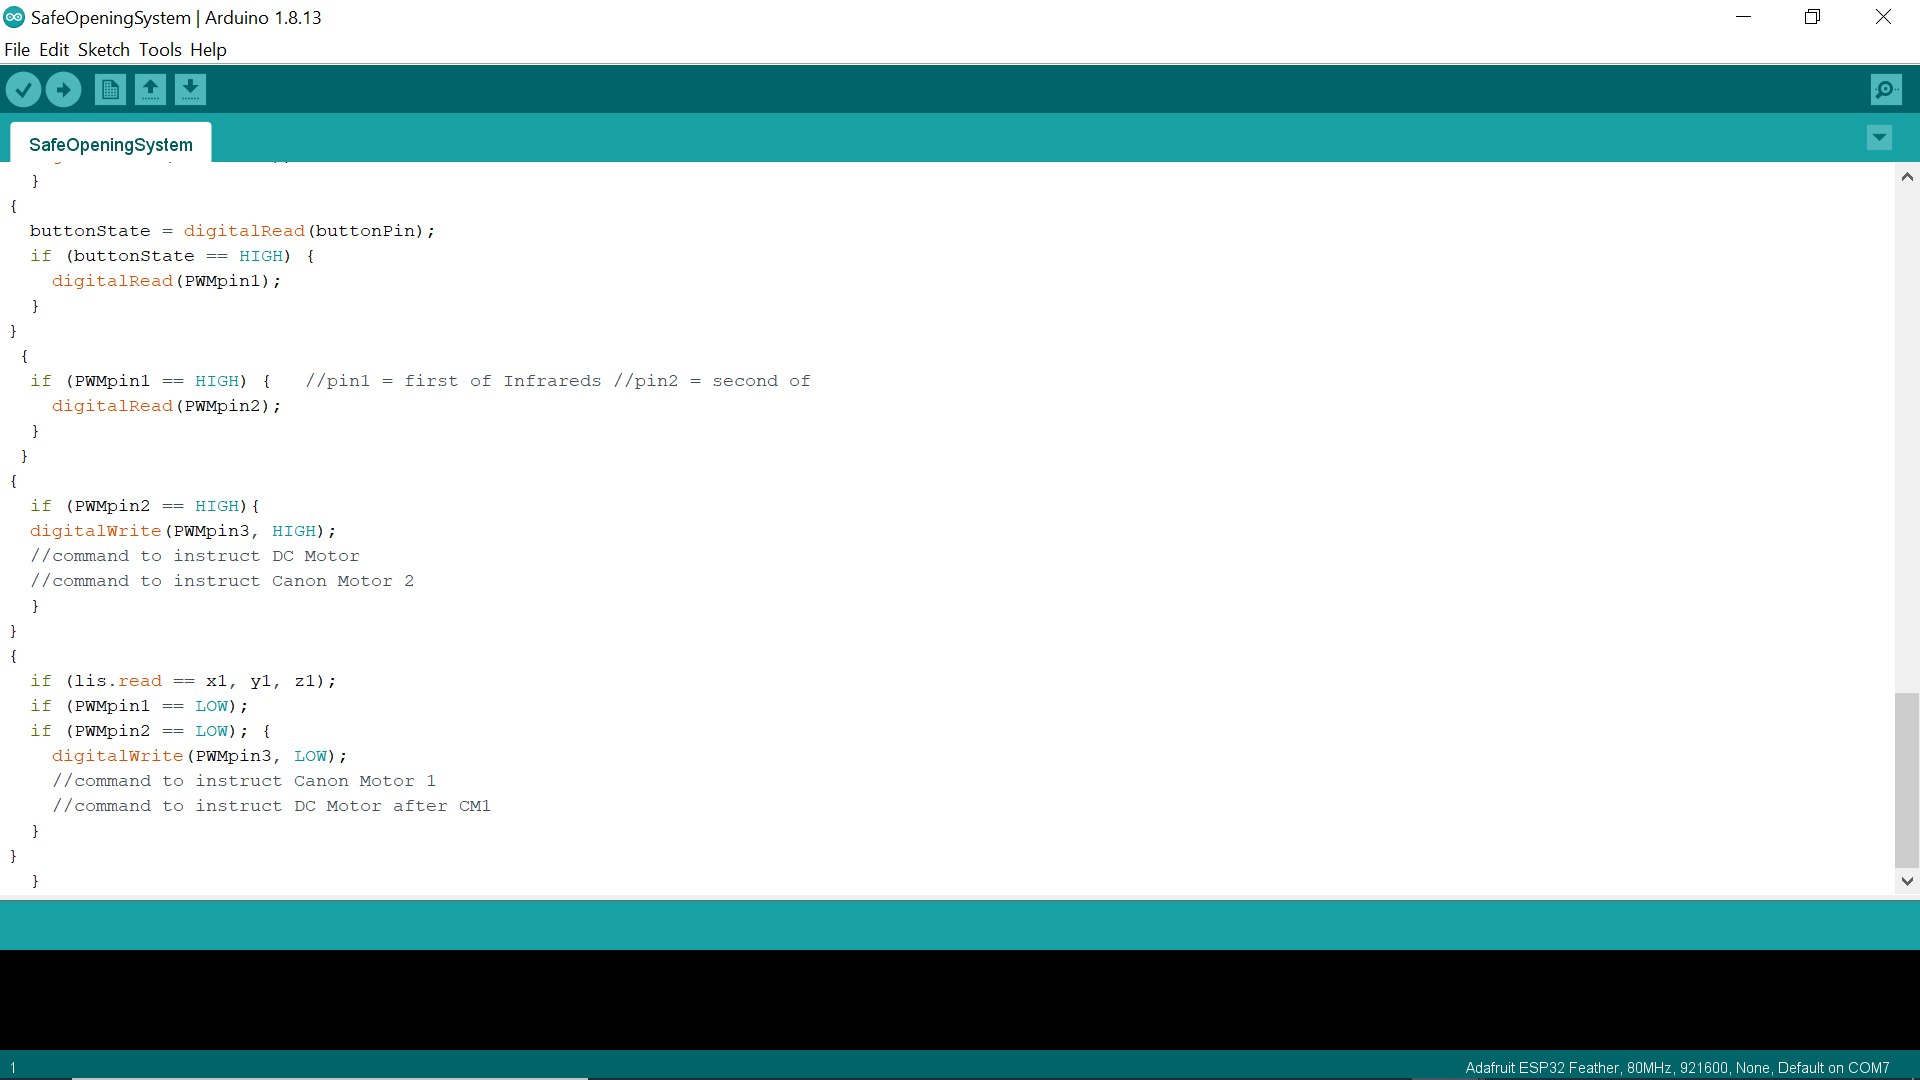 SafeOpeningSystem | Arduino 1.8.13
File Edit Sketch Tools Help
SafeOpeningSystem
}
{
buttonState = digitalRead(buttonPin);
if (buttonState == HIGH) {
digitalRead(PWMpin1);
}
}
{
if (PWMpin1 == HIGH) { //pin1 = first of Infrareds //pin2 = second of
digitalRead(PWMpin2);
}
}
{
if (PWMpin2 == HIGH){
digitalWrite(PWMpin3, HIGH);
//command to instruct DC Motor
//command to instruct Canon Motor 2
}
}
{
if (lis.read == x1, y1, z1);
if (PWMpin1 == LOW);
if (PWMpin2 == LOW); {
digitalWrite(PWMpin3, LOW);
//command to instruct Canon Motor 1
//command to instruct DC Motor after CM1
}
}
}
1
Adafruit ESP32 Feather, 80MHz, 921600, None, Default on COM7